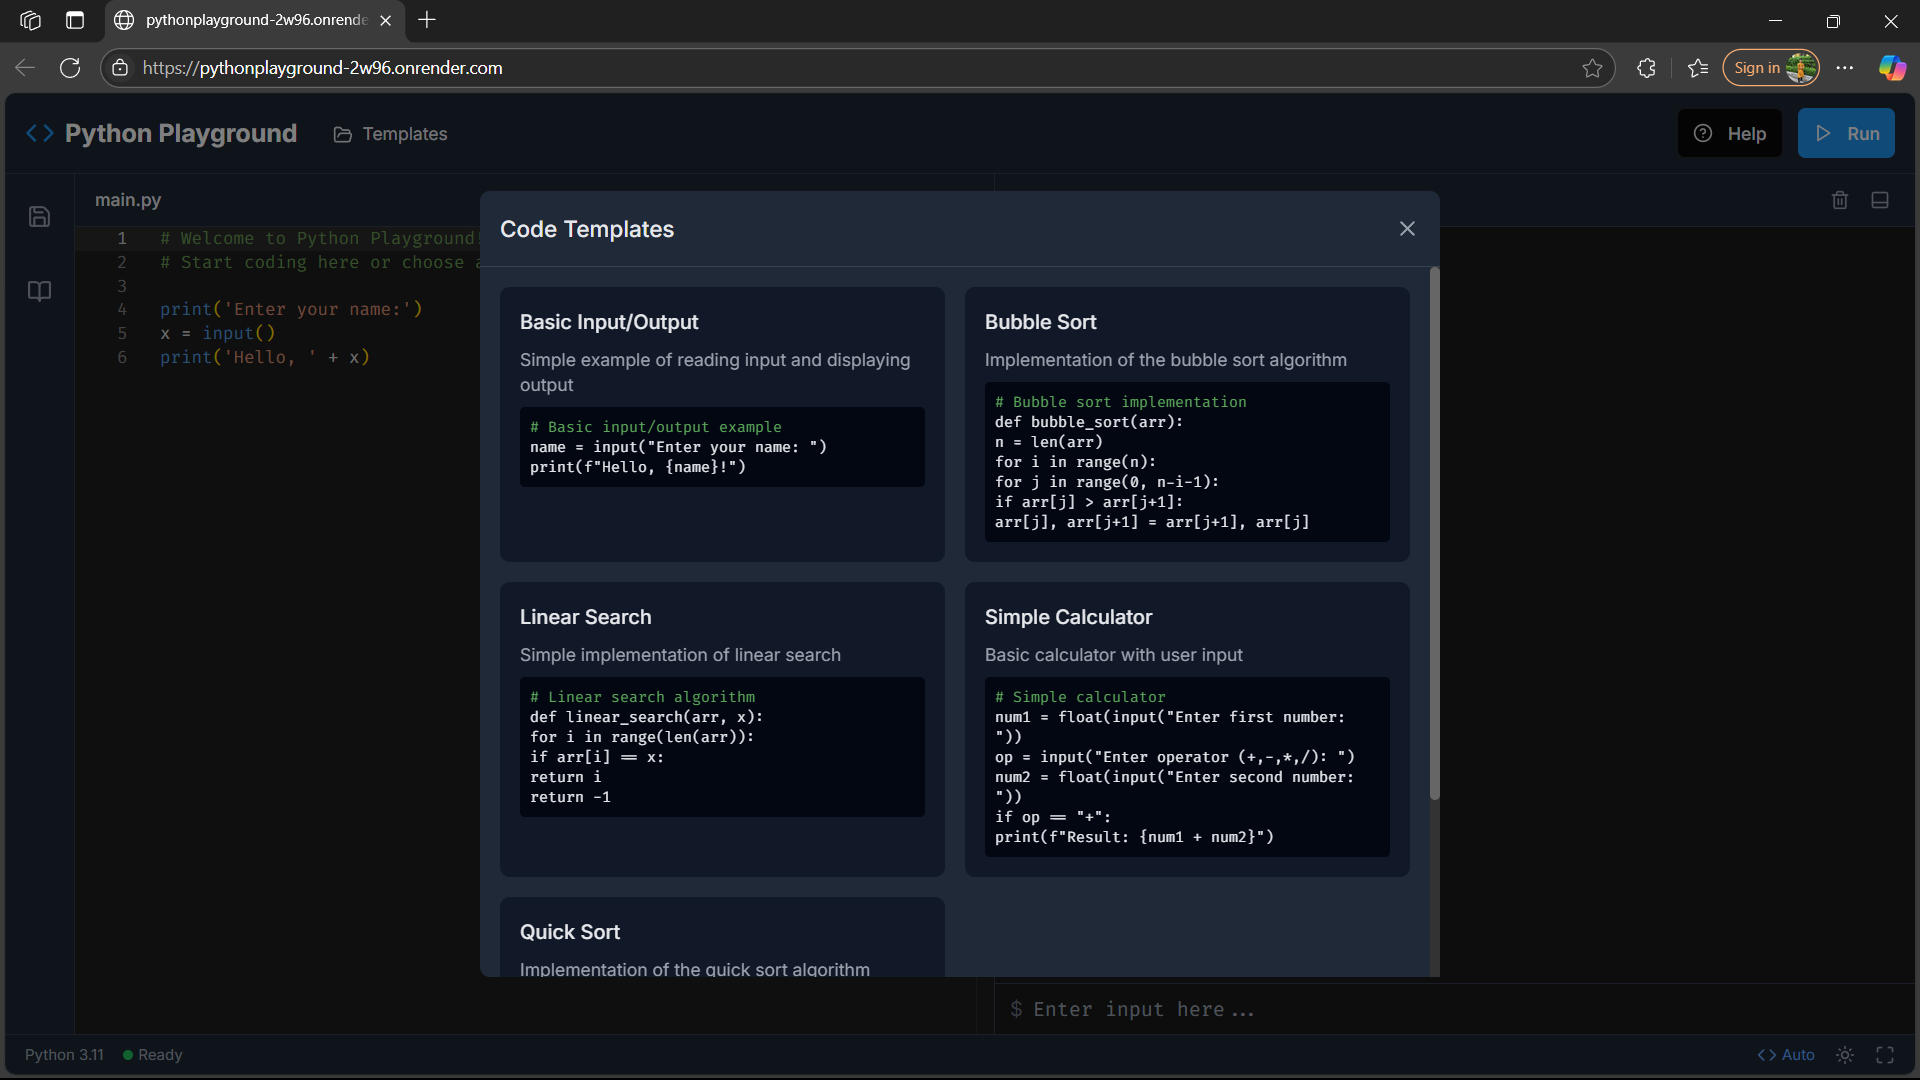 pythonplayground-2w96.onrende
https://pythonplayground-2w96.onrender.com
Sign in
Python Playground
Templates
Help
Run
main.py
1 # Welcome to Python Playground
2 # Start coding here or choose
3
4 print('Enter your name:')
5 x = input()
6 print('Hello, ' + x)
Code Templates
Basic Input/Output
Simple example of reading input and displaying
output
# Basic input/output example
name = input("Enter your name: ")
print(f"Hello, {name}!")
Bubble Sort
Implementation of the bubble sort algorithm
# Bubble sort implementation
def bubble_sort(arr):
n = len(arr)
for i in range(n):
for j in range(0, n-i-1):
if arr[j] > arr[j+1]:
arr[j], arr[j+1] = arr[j+1], arr[j]
Linear Search
Simple implementation of linear search
# Linear search algorithm
def linear_search(arr, x):
for i in range(len(arr)):
if arr[i] == x:
return i
return -1
Simple Calculator
Basic calculator with user input
# Simple calculator
num1 = float(input("Enter first number:
"))
op = input("Enter operator (+,-,*,/): ")
num2 = float(input("Enter second number:
"))
if op == "+":
print(f"Result: {num1 + num2}")
Quick Sort
Implementation of the quick sort algorithm
$ Enter input here...
Python 3.11
Ready
Auto